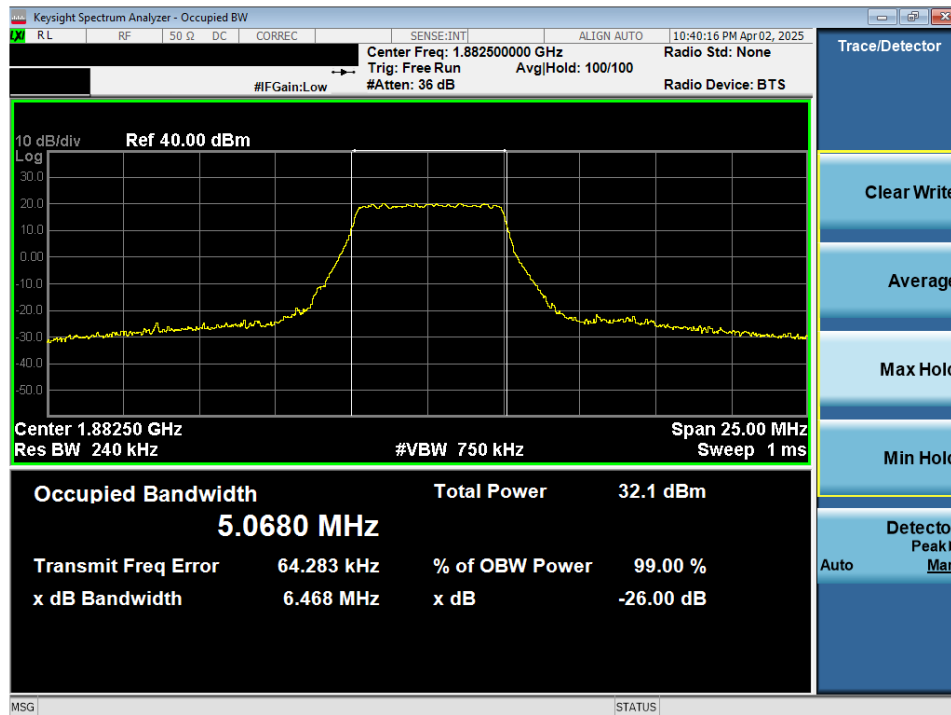 Keysight Spectrum Analyzer - Occupied BW
LXI RL RF 50 Ω DC CORREC SENSE:INT ALIGN AUTO 10:40:16 PM Apr 02, 2025
Center Freq: 1.882500000 GHz Radio Std: None
Trig: Free Run Avg|Hold: 100/100
#IFGain:Low #Atten: 36 dB Radio Device: BTS
10 dB/div Ref 40.00 dBm
Log
30.0
20.0
10.0
0.00
-10.0
-20.0
-30.0
-40.0
-50.0
Center 1.88250 GHz Span 25.00 MHz
Res BW 240 kHz #VBW 750 kHz Sweep 1 ms
Occupied Bandwidth Total Power 32.1 dBm
5.0680 MHz
Transmit Freq Error 64.283 kHz % of OBW Power 99.00 %
x dB Bandwidth 6.468 MHz x dB -26.00 dB
MSG STATUS
Trace/Detector
Clear Write
Average
Max Hold
Min Hold
Detecto
Peak
Auto Man